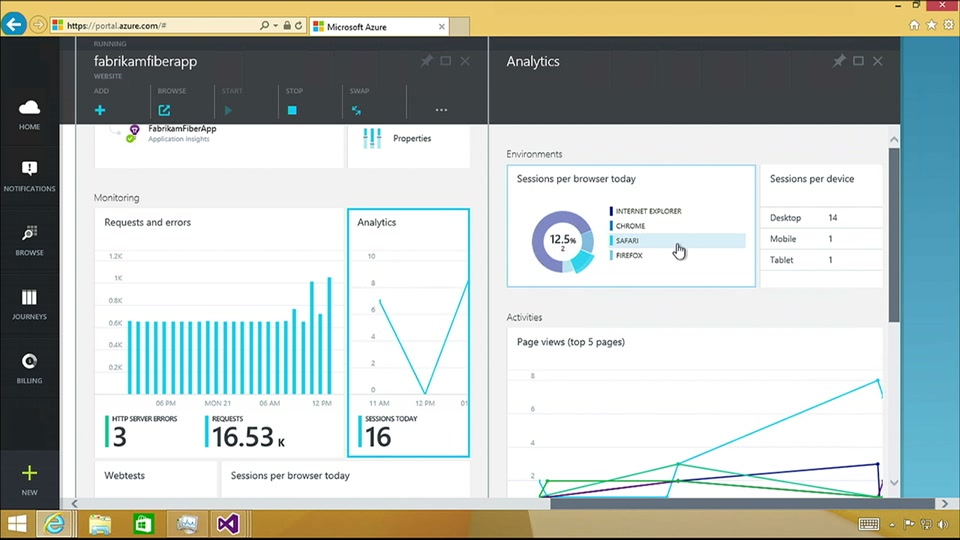 https://portal.azure.com/#
Microsoft Azure
RUNNING
fabrikamfiberapp
WEBSITE
ADD
BROWSE
START
STOP
SWAP
...
Analytics
HOME
NOTIFICATIONS
BROWSE
JOURNEYS
BILLING
NEW
FabrikamFiberApp
Application Insights
Properties
Monitoring
Requests and errors
1.2K
1K
0.8K
0.6K
0.4K
0.2K
06 PM
MON 21
06 AM
12 PM
HTTP SERVER ERRORS
3
REQUESTS
16.53 K
Analytics
10
8
6
4
2
0
11 AM
12 PM
01
SESSIONS TODAY
16
Webtests
Sessions per browser today
Environments
Sessions per browser today
12.5%
2
INTERNET EXPLORER
CHROME
SAFARI
FIREFOX
Sessions per device
Desktop 14
Mobile 1
Tablet 1
Activities
Page views (top 5 pages)
8
6
4
2